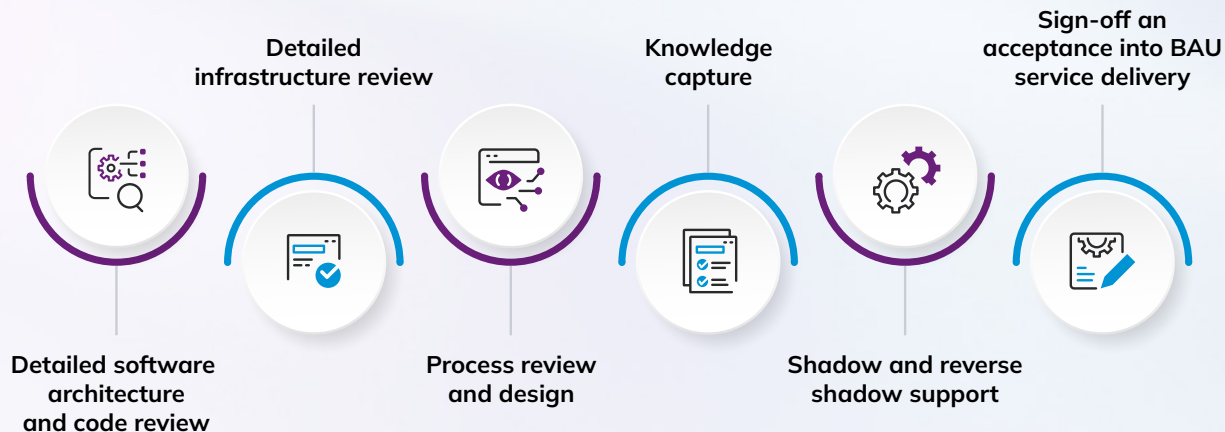 Detailed software
architecture
and code review
Detailed
infrastructure review
Process review
and design
Knowledge
capture
Shadow and reverse
shadow support
Sign-off an
acceptance into BAU
service delivery